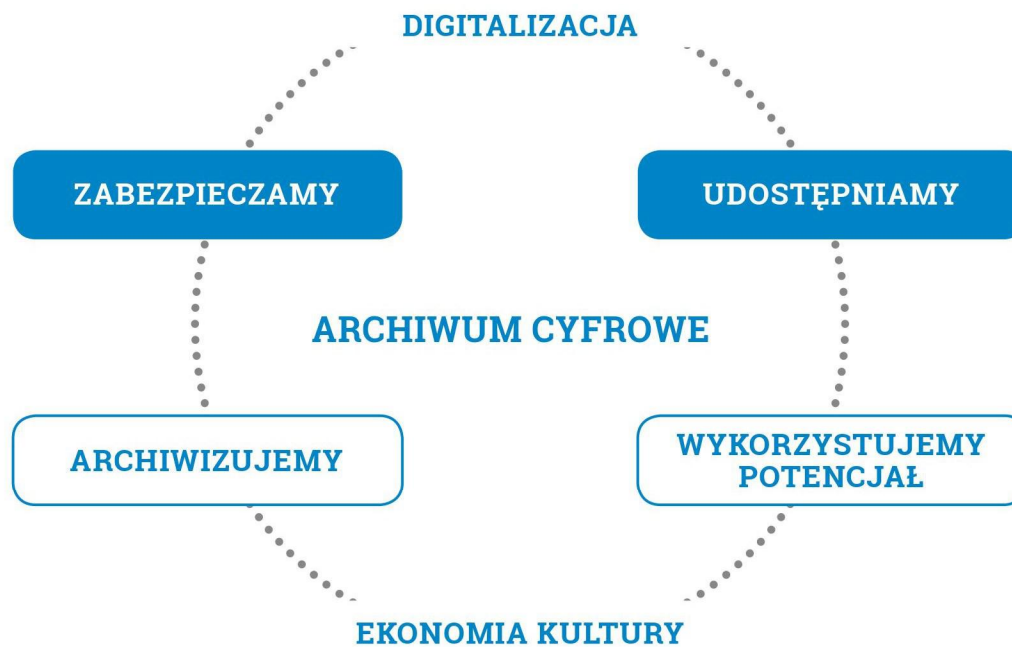 DIGITALIZACJA
ZABEZPIECZAMY
UDOSTĘPNIAMY
ARCHIWUM CYFROWE
ARCHIWIZUJEMY
WYKORZYSTUJEMY
POTENCJAŁ
EKONOMIA KULTURY